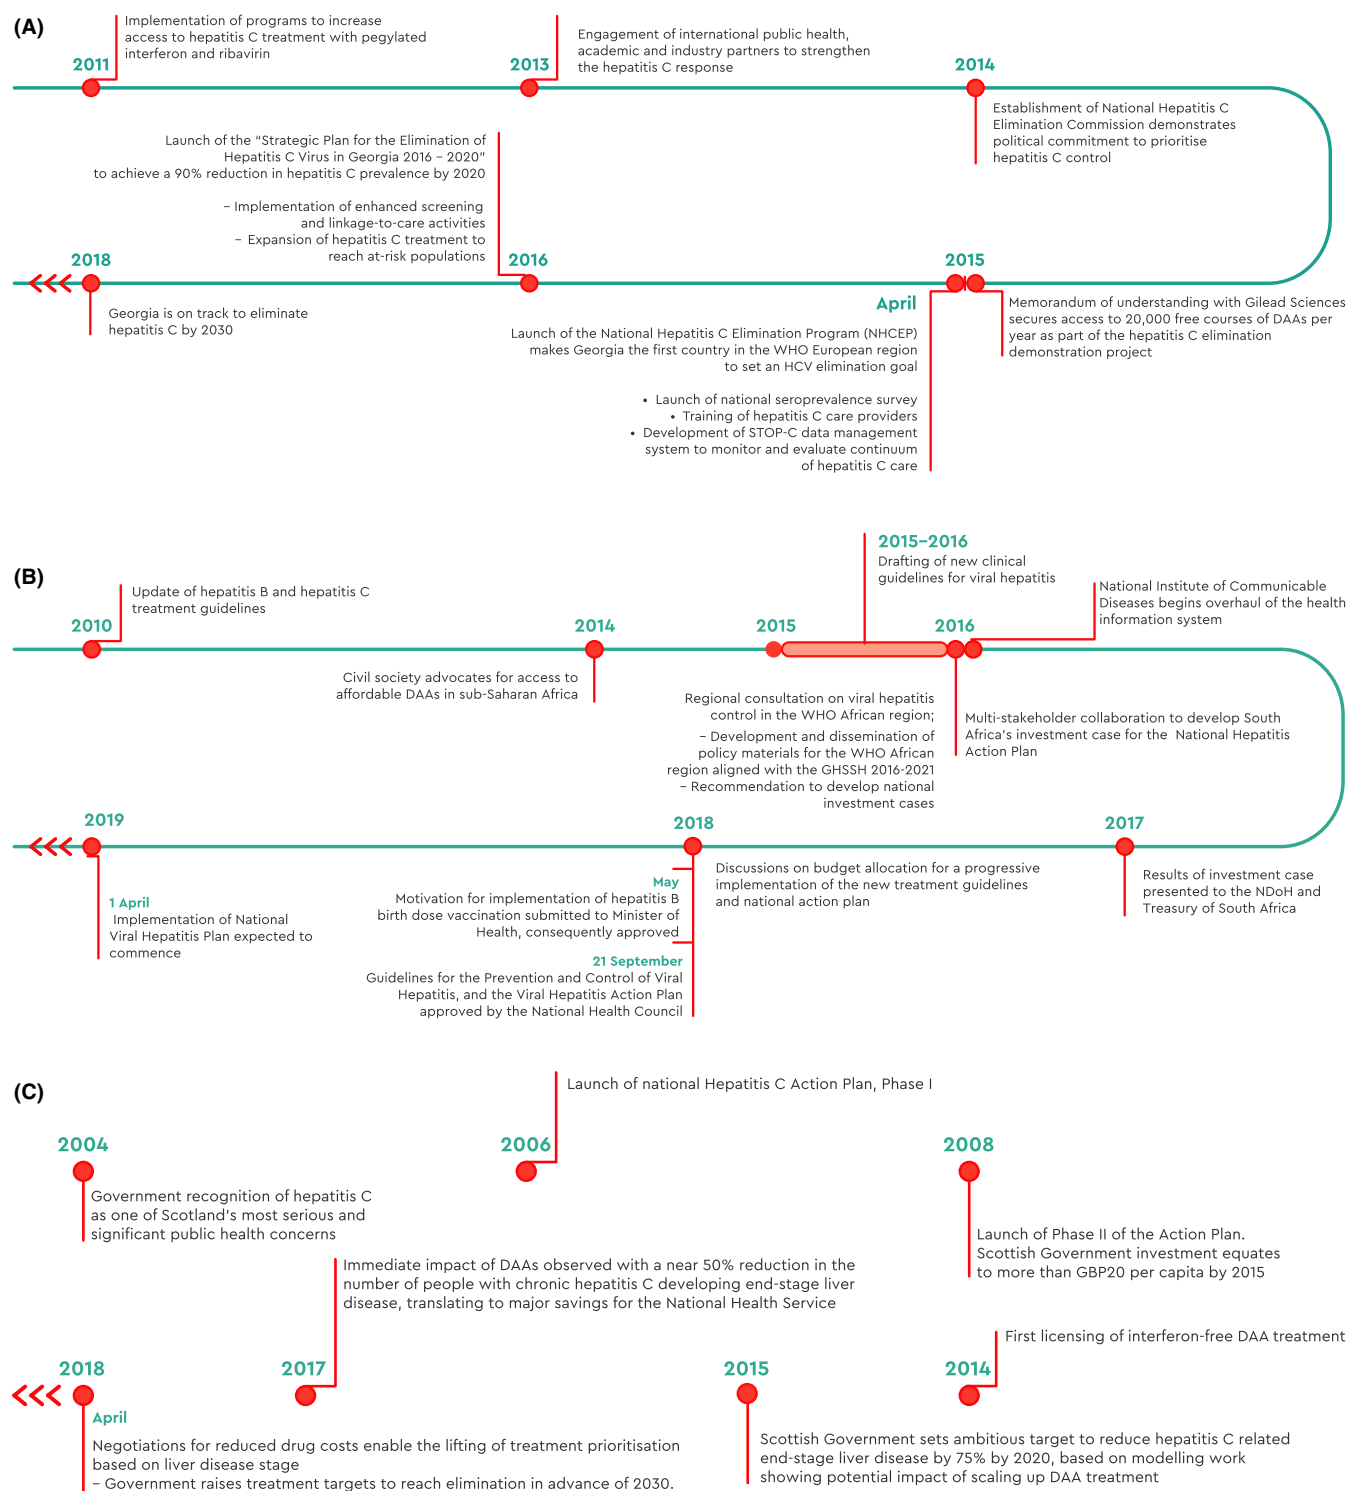 (A)
2011
Implementation of programs to increase
access to hepatitis C treatment with pegylated
interferon and ribavirin
2013
Engagement of international public health,
academic and industry partners to strengthen
the hepatitis C response
2014
Establishment of National Hepatitis C
Elimination Commission demonstrates
political commitment to prioritise
hepatitis C control
2015
Memorandum of understanding with Gilead Sciences
secures access to 20,000 free courses of DAAs per
year as part of the hepatitis C elimination
demonstration project
April
Launch of the National Hepatitis C Elimination Program (NHCEP)
makes Georgia the first country in the WHO European region
to set an HCV elimination goal
• Launch of national seroprevalence survey
• Training of hepatitis C care providers
• Development of STOP-C data management
system to monitor and evaluate continuum
of hepatitis C care
2016
Launch of the "Strategic Plan for the Elimination of
Hepatitis C Virus in Georgia 2016 – 2020"
to achieve a 90% reduction in hepatitis C prevalence by 2020
– Implementation of enhanced screening
and linkage-to-care activities
– Expansion of hepatitis C treatment to
reach at-risk populations
2018
Georgia is on track to eliminate
hepatitis C by 2030
(B)
2010
Update of hepatitis B and hepatitis C
treatment guidelines
2014
Civil society advocates for access to
affordable DAAs in sub-Saharan Africa
2015
2015–2016
Drafting of new clinical
guidelines for viral hepatitis
2016
National Institute of Communicable
Diseases begins overhaul of the health
information system
Regional consultation on viral hepatitis
control in the WHO African region;
– Development and dissemination of
policy materials for the WHO African
region aligned with the GHSSH 2016-2021
– Recommendation to develop national
investment cases
Multi-stakeholder collaboration to develop South
Africa's investment case for the National Hepatitis
Action Plan
2017
Results of investment case
presented to the NDoH and
Treasury of South Africa
2018
Discussions on budget allocation for a progressive
implementation of the new treatment guidelines
and national action plan
May
Motivation for implementation of hepatitis B
birth dose vaccination submitted to Minister of
Health, consequently approved
21 September
Guidelines for the Prevention and Control of Viral
Hepatitis, and the Viral Hepatitis Action Plan
approved by the National Health Council
2019
1 April
Implementation of National
Viral Hepatitis Plan expected to
commence
(C)
2004
Government recognition of hepatitis C
as one of Scotland's most serious and
significant public health concerns
2006
Launch of national Hepatitis C Action Plan, Phase I
2008
Launch of Phase II of the Action Plan.
Scottish Government investment equates
to more than GBP20 per capita by 2015
2014
First licensing of interferon-free DAA treatment
2015
Scottish Government sets ambitious target to reduce hepatitis C related
end-stage liver disease by 75% by 2020, based on modelling work
showing potential impact of scaling up DAA treatment
2017
Immediate impact of DAAs observed with a near 50% reduction in the
number of people with chronic hepatitis C developing end-stage liver
disease, translating to major savings for the National Health Service
2018
April
Negotiations for reduced drug costs enable the lifting of treatment prioritisation
based on liver disease stage
– Government raises treatment targets to reach elimination in advance of 2030.